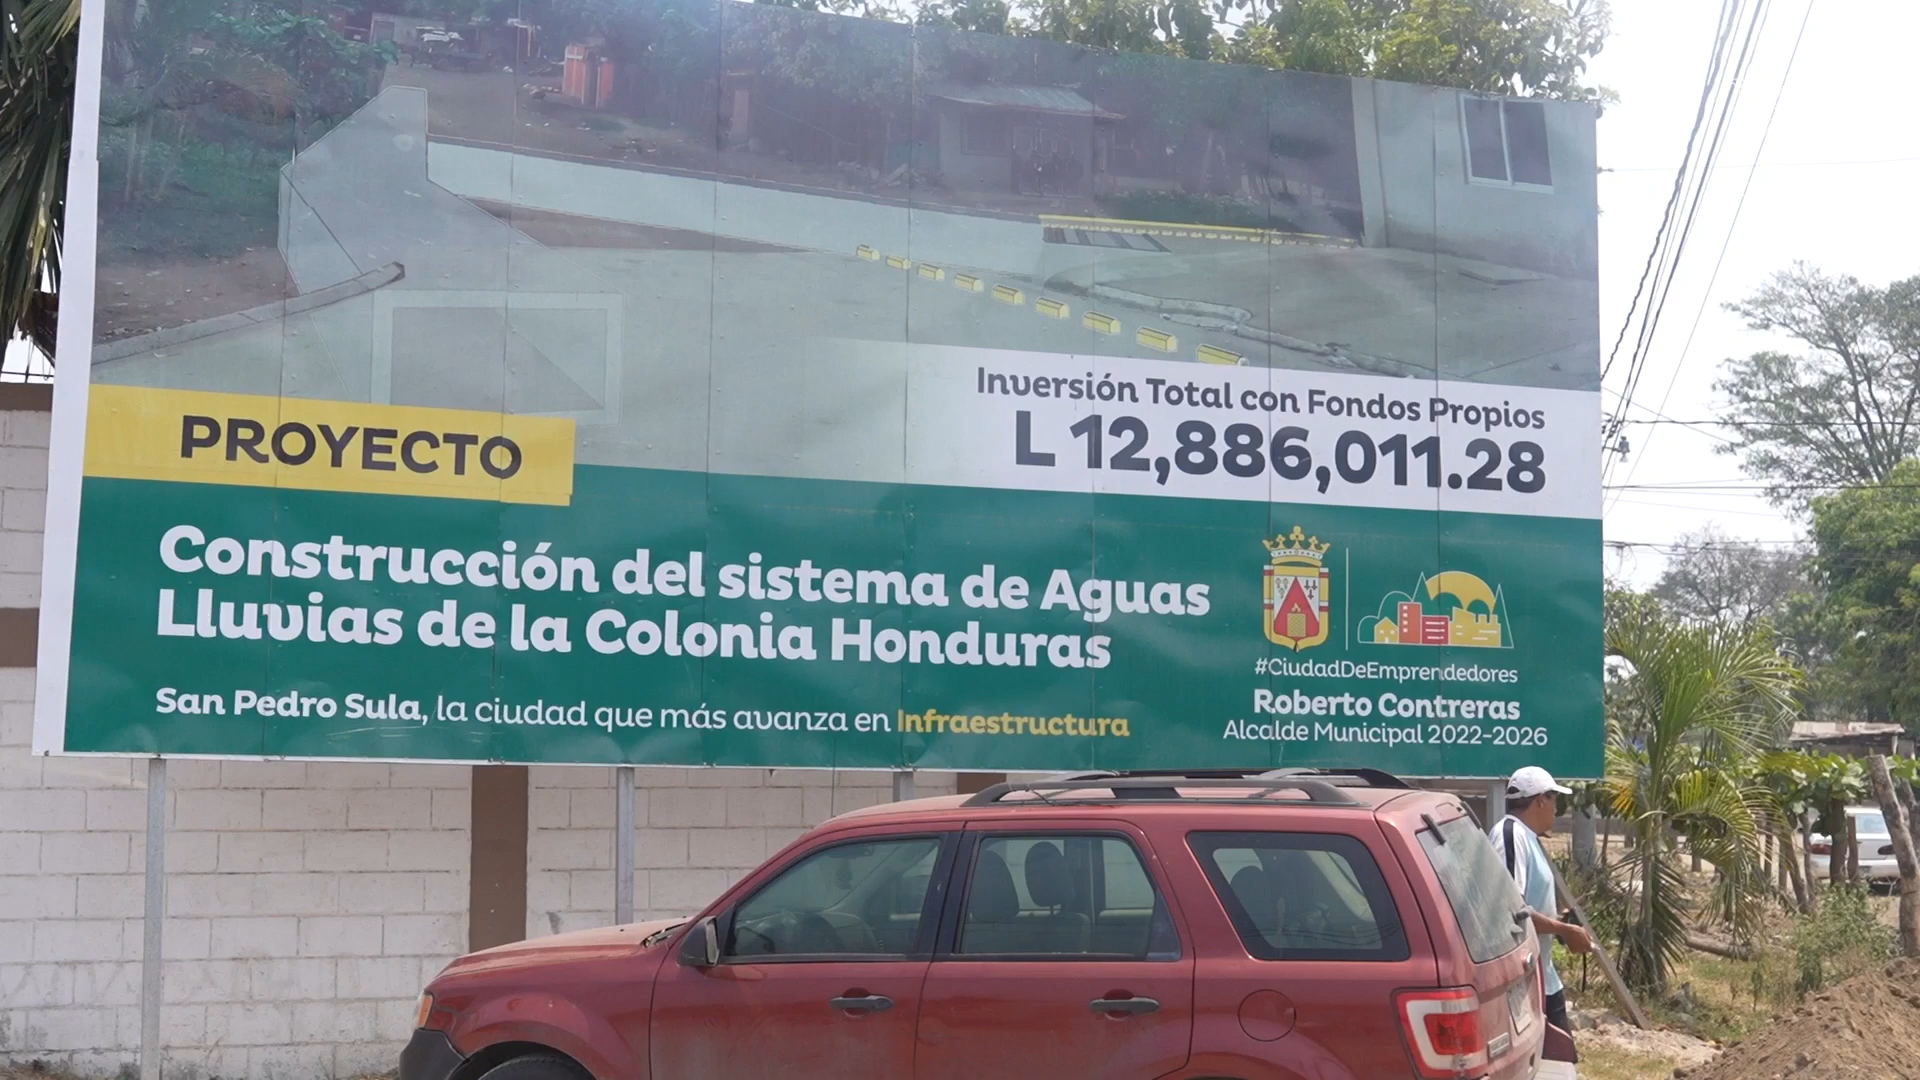 Inversión Total con Fondos Propios
L 12,886,011.28
PROYECTO
Construcción del sistema de Aguas
Lluvias de la Colonia Honduras
San Pedro Sula, la ciudad que más avanza en Infraestructura
#CiudadDeEmprendedores
Roberto Contreras
Alcalde Municipal 2022-2026